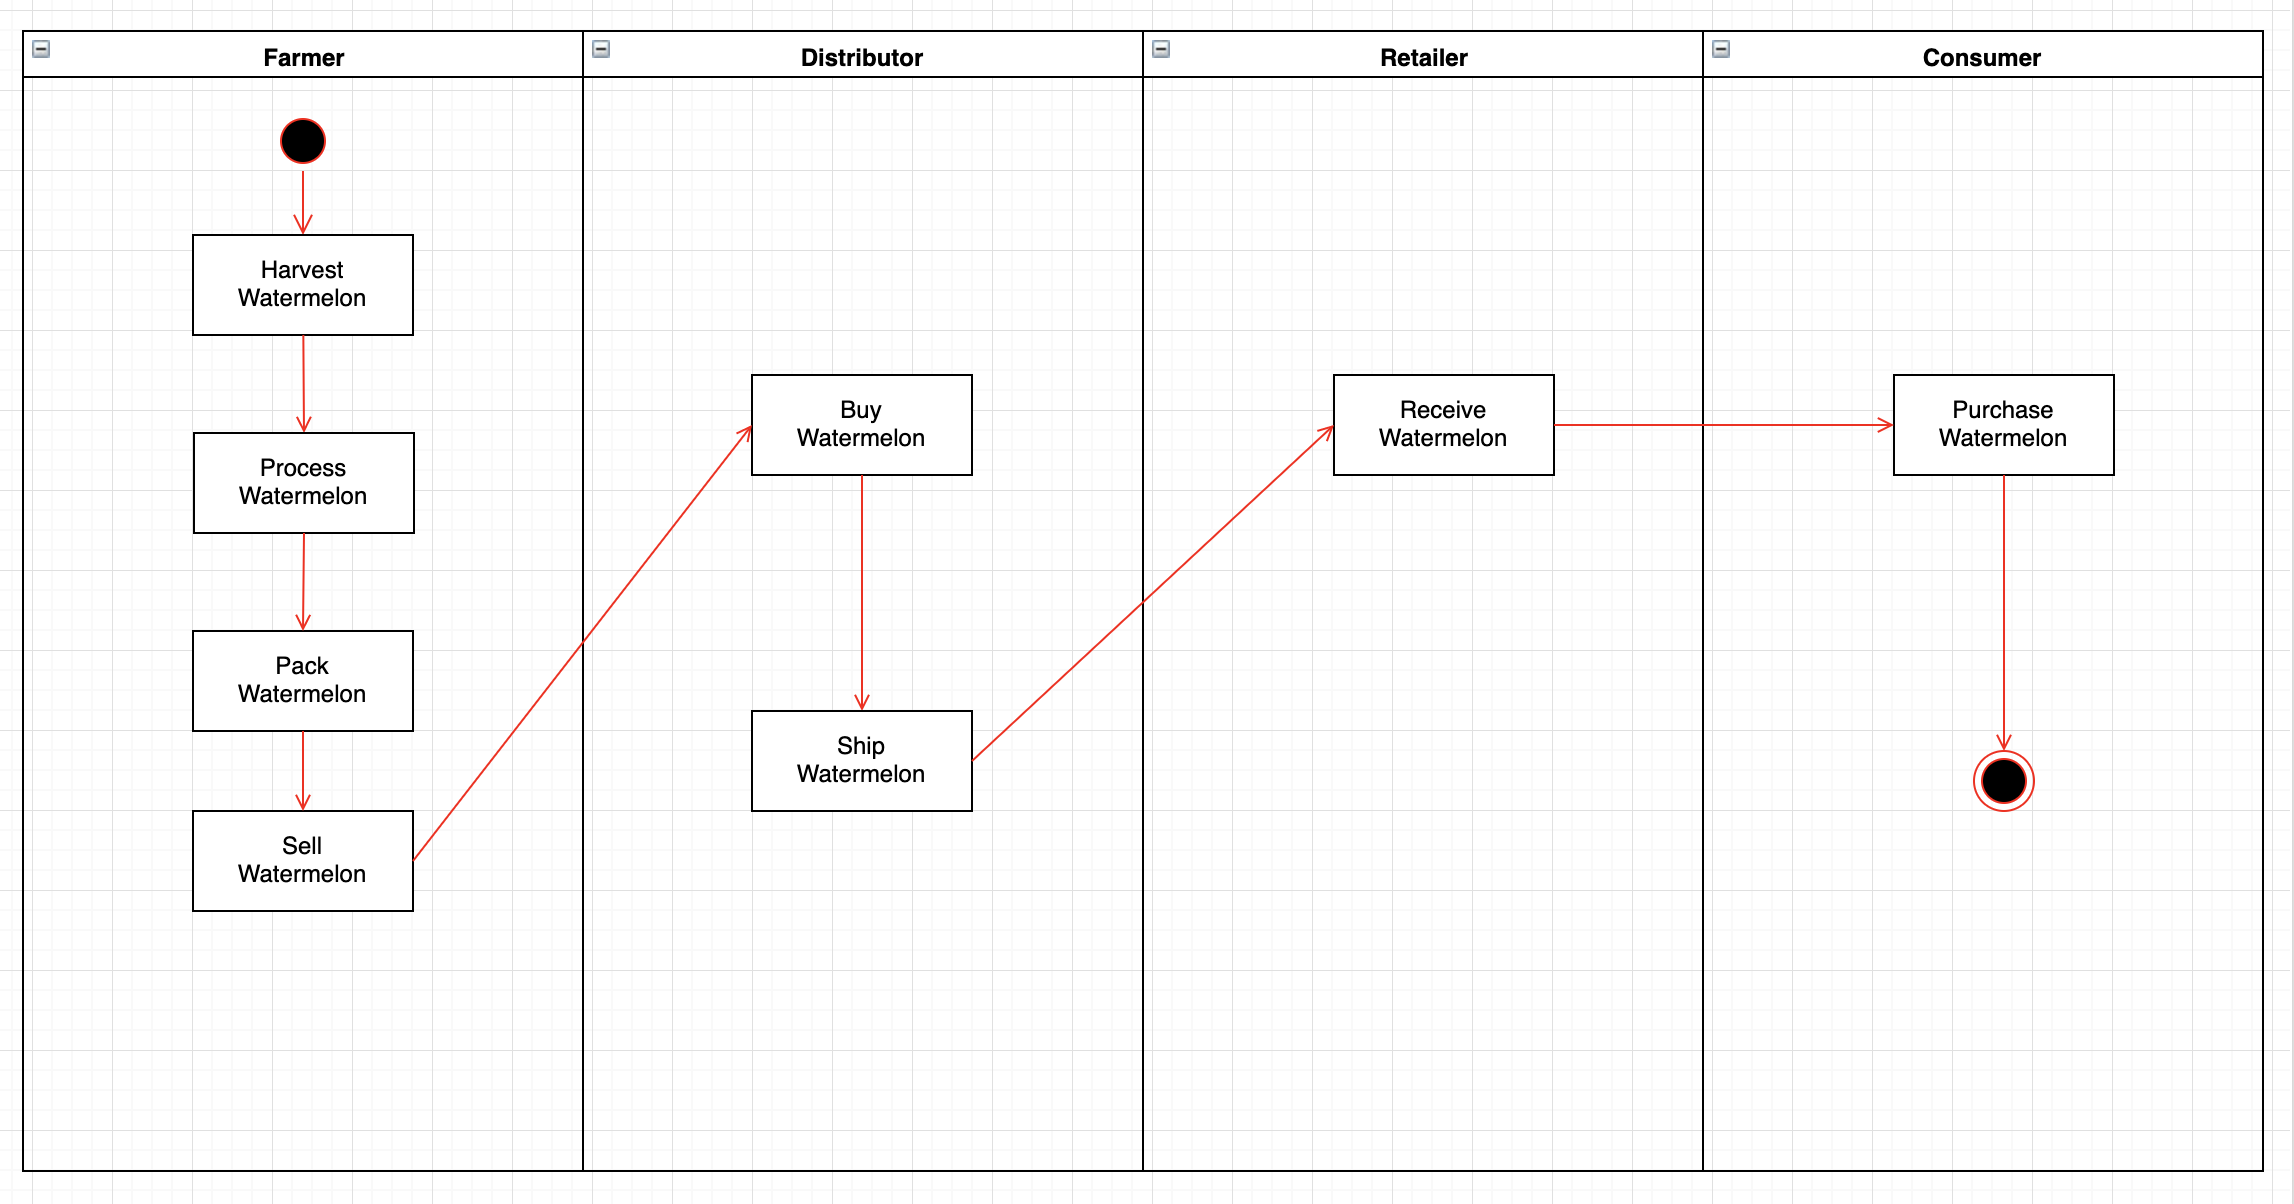 Farmer
Distributor
Retailer
Consumer
Harvest
Watermelon
Process
Watermelon
Pack
Watermelon
Sell
Watermelon
Buy
Watermelon
Ship
Watermelon
Receive
Watermelon
Purchase
Watermelon